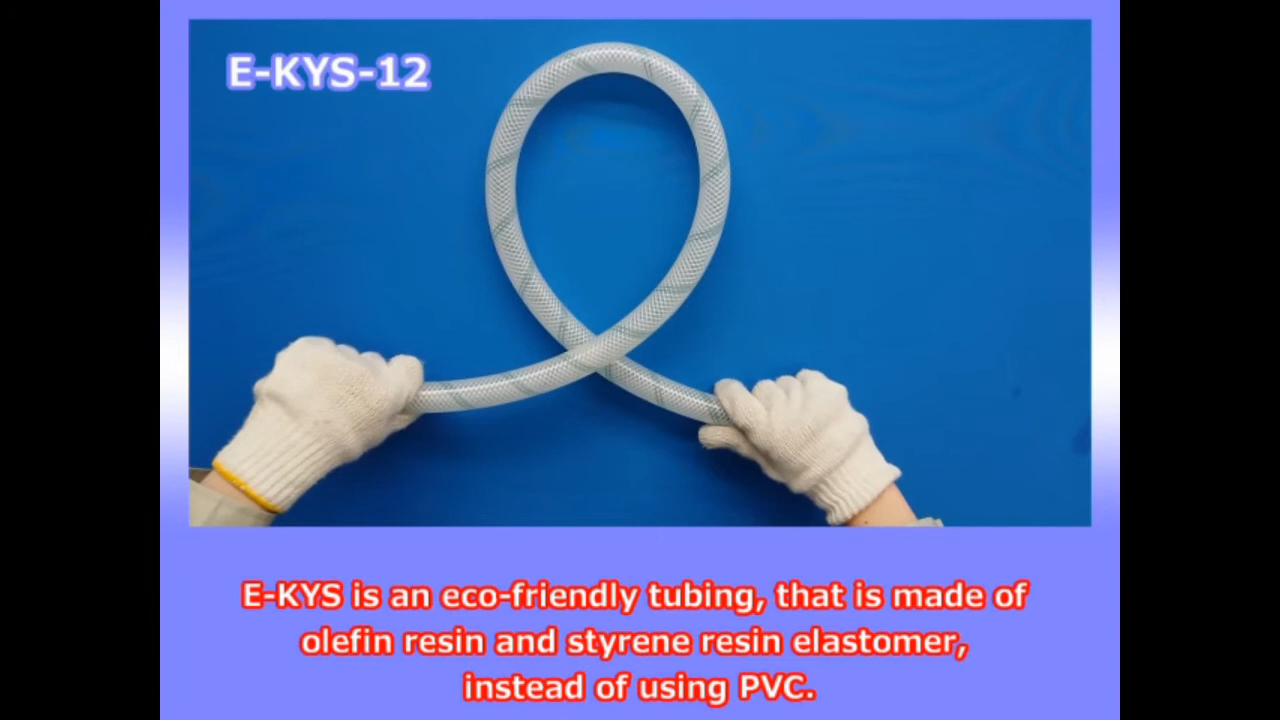 E-KYS-12
E-KYS is an eco-friendly tubing, that is made of
olefin resin and styrene resin elastomer,
instead of using PVC.